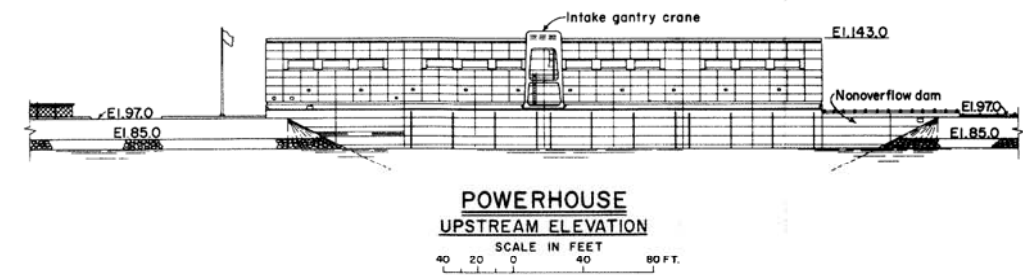 Intake gantry crane
El.143.0
Nonoverflow dam
El.97.0
El.97.0
El.85.0
El.85.0
POWERHOUSE
UPSTREAM ELEVATION
SCALE IN FEET
40 20 0 40 80 FT.